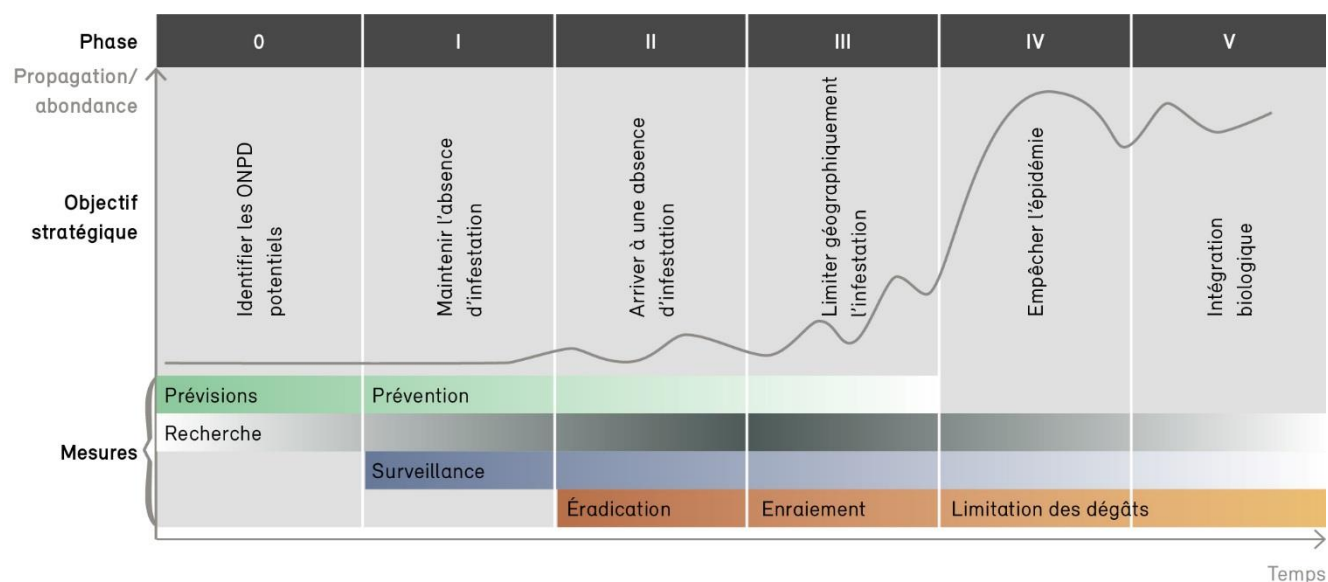 Phase 0 I II III IV V
Propagation/
abondance
Objectif
stratégique
Identifier les ONPD
potentiels
Maintenir l'absence
d'infestation
Arriver à une absence
d'infestation
Limiter géographiquement
l'infestation
Empêcher l'épidémie
Intégration
biologique
Mesures
Prévisions Prévention
Recherche
Surveillance
Éradication Enraiement Limitation des dégâts
Temps